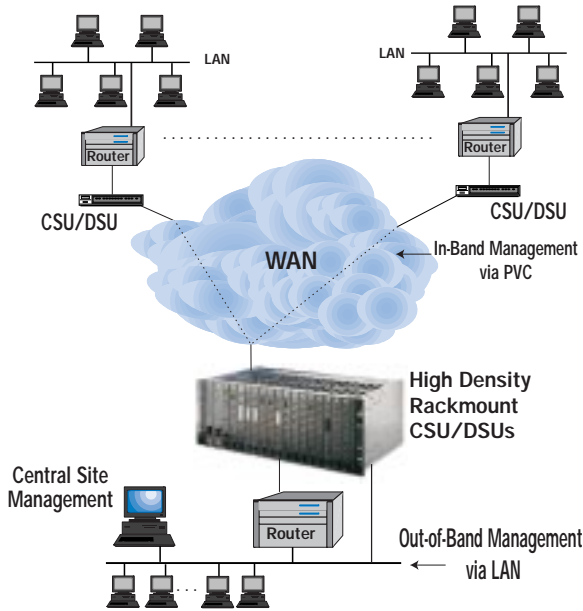 LAN
LAN
Router
Router
CSU/DSU
CSU/DSU
WAN
In-Band Management
via PVC
High Density
Rackmount
CSU/DSUs
Central Site
Management
Router
Out-of-Band Management
via LAN